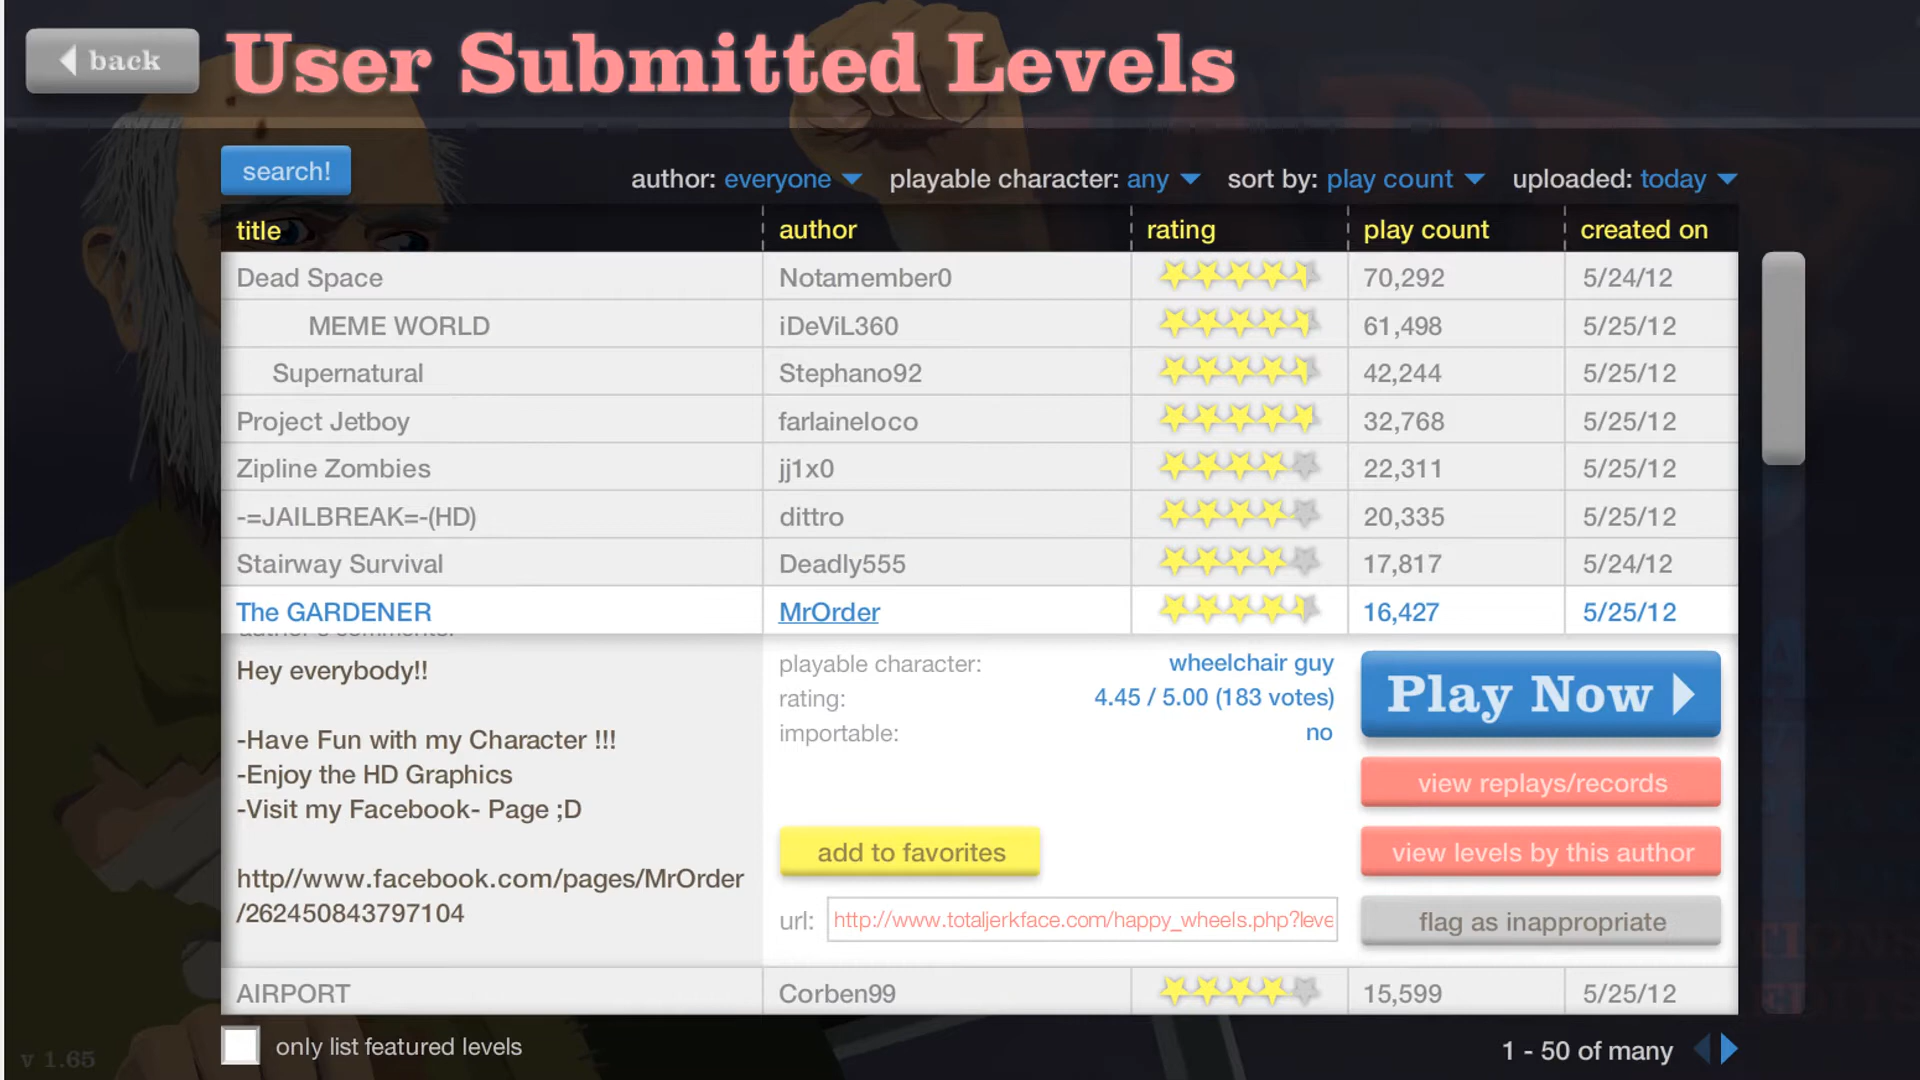 back
User Submitted Levels
search!
author: everyone playable character: any sort by: play count uploaded: today
title author rating play count created on
Dead Space Notamember0 70,292 5/24/12
MEME WORLD iDeViL360 61,498 5/25/12
Supernatural Stephano92 42,244 5/25/12
Project Jetboy farlaineloco 32,768 5/25/12
Zipline Zombies jj1x0 22,311 5/25/12
-=JAILBREAK=-(HD) dittro 20,335 5/25/12
Stairway Survival Deadly555 17,817 5/24/12
The GARDENER MrOrder 16,427 5/25/12
author's comments:
Hey everybody!!
-Have Fun with my Character !!!
-Enjoy the HD Graphics
-Visit my Facebook- Page ;D
http//www.facebook.com/pages/MrOrder
/262450843797104
playable character: wheelchair guy
rating: 4.45 / 5.00 (183 votes)
importable: no
add to favorites
url: http://www.totaljerkface.com/happy_wheels.php?leve
Play Now
view replays/records
view levels by this author
flag as inappropriate
AIRPORT Corben99 15,599 5/25/12
only list featured levels
1 - 50 of many
v 1.65